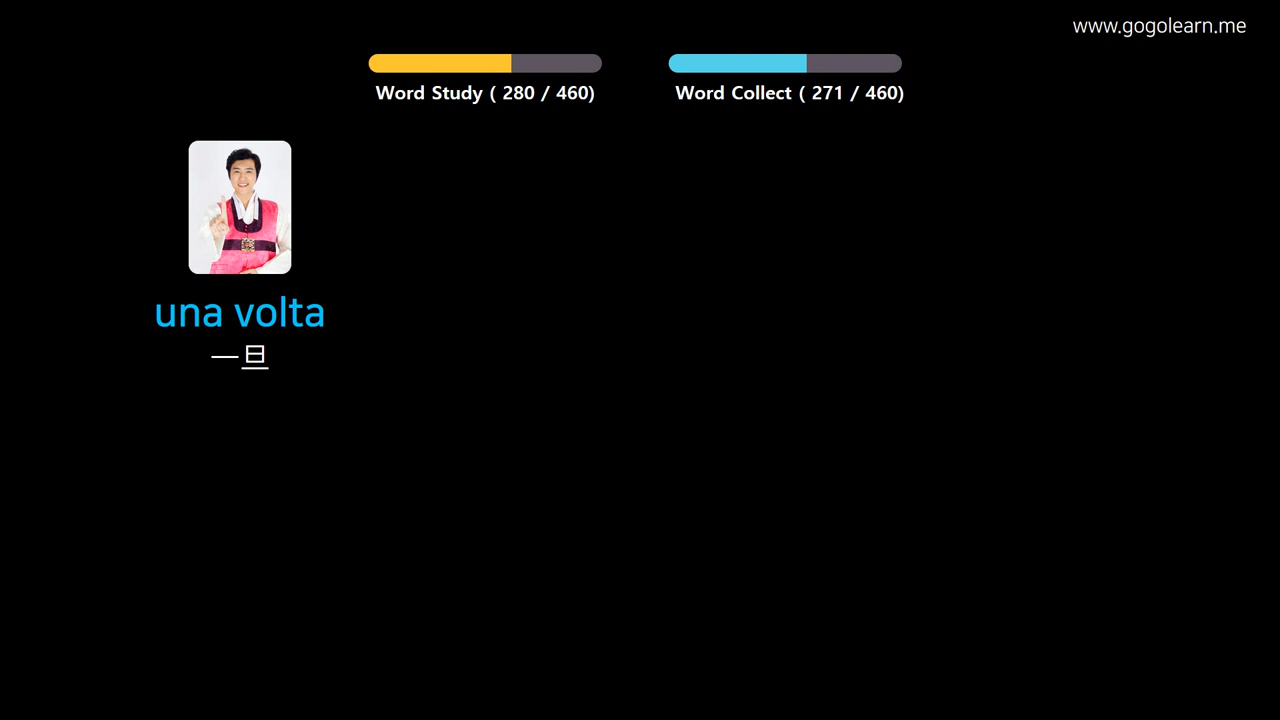 www.gogolearn.me
Word Study ( 280 / 460)
Word Collect ( 271 / 460)
una volta
一旦